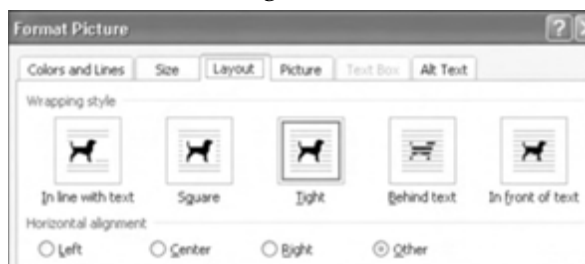 Format Picture
Colors and Lines Size Layout Picture Text Box Alt Text
Wrapping style
In line with text Square Tight Behind text In front of text
Horizontal alignment
Left Center Right Other